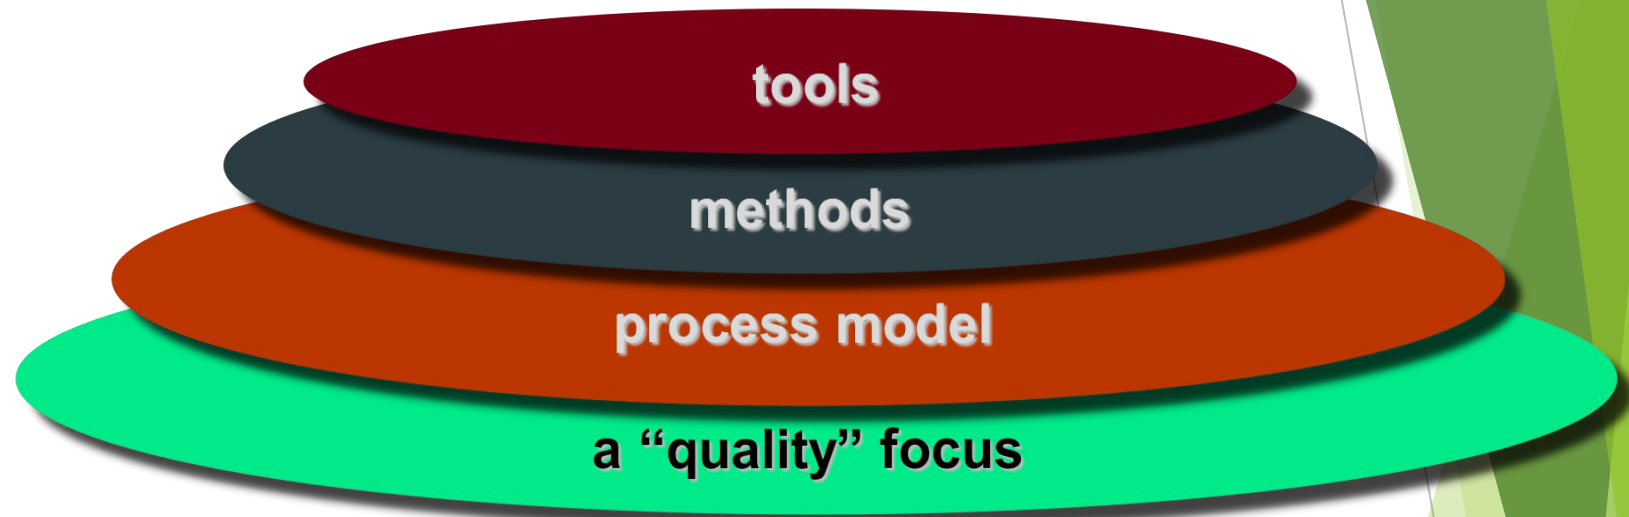 tools
methods
process model
a “quality” focus